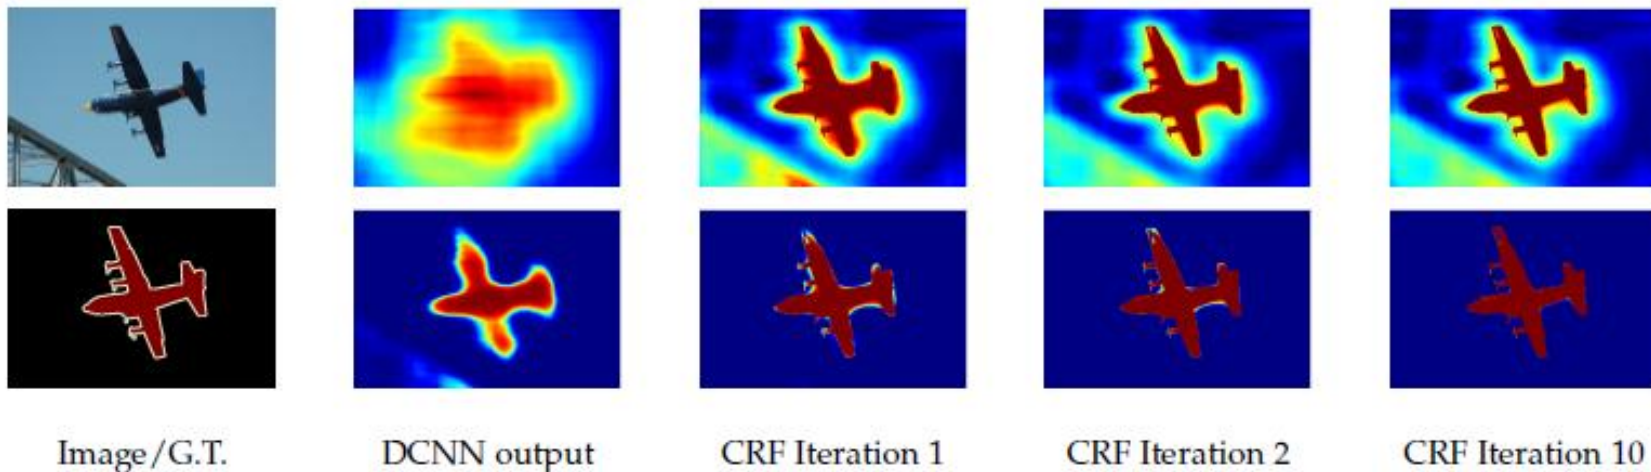 Image/G.T.
DCNN output
CRF Iteration 1
CRF Iteration 2
CRF Iteration 10